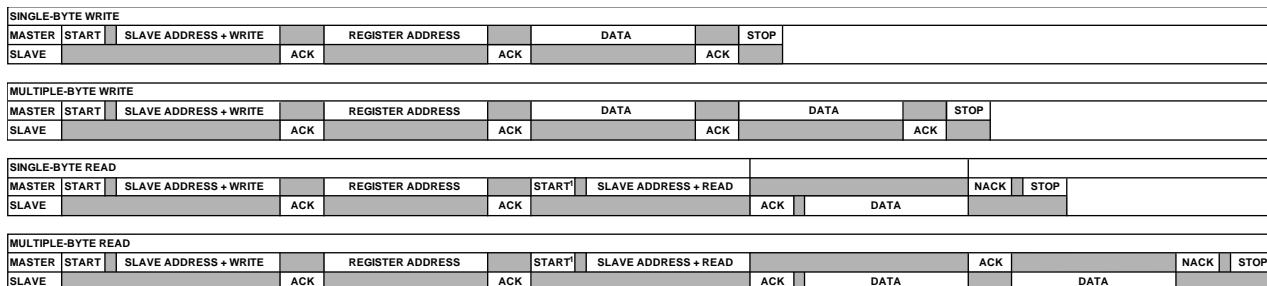 SINGLE-BYTE WRITE
MASTER START SLAVE ADDRESS + WRITE REGISTER ADDRESS DATA STOP
SLAVE ACK ACK ACK
MULTIPLE-BYTE WRITE
MASTER START SLAVE ADDRESS + WRITE REGISTER ADDRESS DATA DATA STOP
SLAVE ACK ACK ACK ACK
SINGLE-BYTE READ
MASTER START SLAVE ADDRESS + WRITE REGISTER ADDRESS START¹ SLAVE ADDRESS + READ NACK STOP
SLAVE ACK ACK ACK DATA
MULTIPLE-BYTE READ
MASTER START SLAVE ADDRESS + WRITE REGISTER ADDRESS START¹ SLAVE ADDRESS + READ ACK NACK STOP
SLAVE ACK ACK ACK DATA DATA